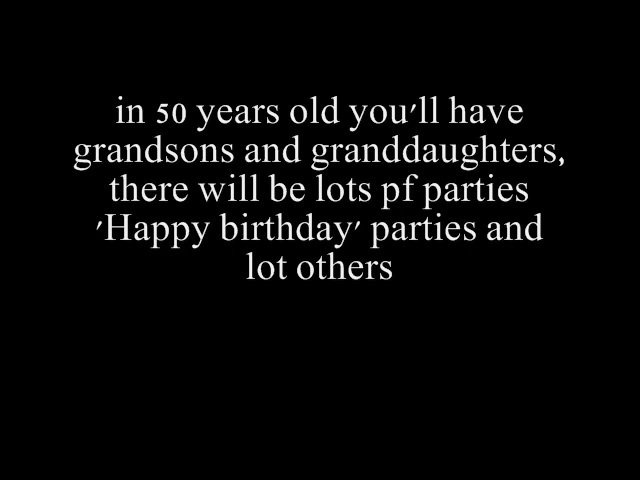 in 50 years old you'll have
grandsons and granddaughters,
there will be lots pf parties
'Happy birthday' parties and
lot others